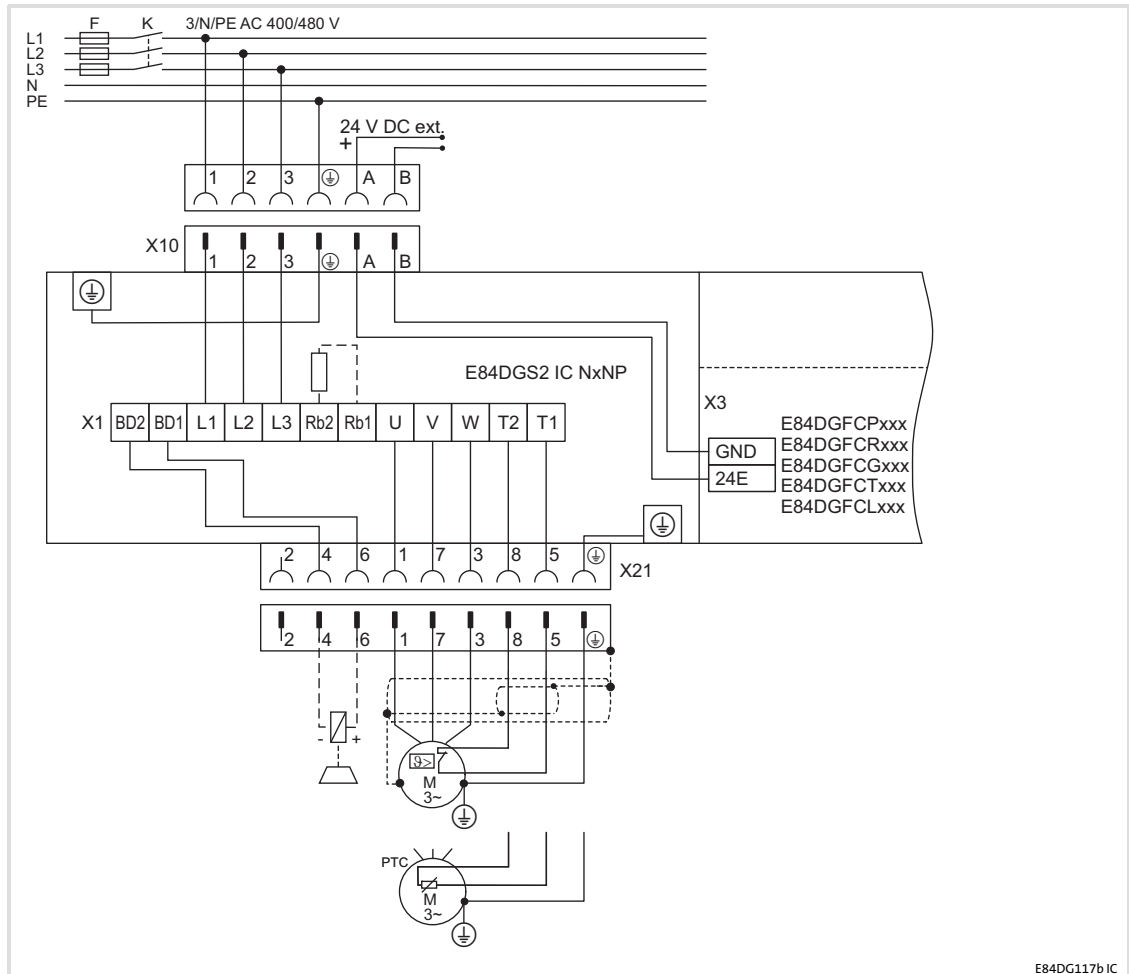 F K 3/N/PE AC 400/480 V
L1
L2
L3
N
PE
24 V DC ext.
+
1 2 3 A B
X10
1 2 3 A B
E84DGS2 IC NxNP
X1 BD2 BD1 L1 L2 L3 Rb2 Rb1 U V W T2 T1
X3
GND
24E
E84DGFCPxxx
E84DGFCRxxx
E84DGFCGxxx
E84DGFCTxxx
E84DGFCLxxx
2 4 6 1 7 3 8 5
X21
2 4 6 1 7 3 8 5
- +
ϑ>
M
3~
PTC
M
3~
E84DG117b IC